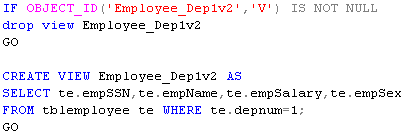 IF OBJECT_ID('Employee_Dep1v2','V') IS NOT NULL
drop view Employee_Dep1v2
GO
CREATE VIEW Employee_Dep1v2 AS
SELECT te.empSSN,te.empName,te.empSalary,te.empSex
FROM tblemployee te WHERE te.depnum=1;
GO